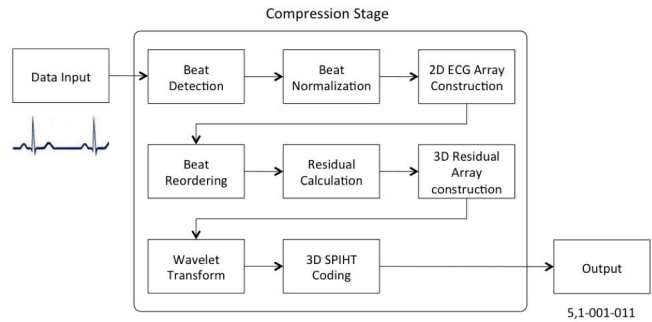 Compression Stage
Data Input
Beat
Detection
Beat
Normalization
2D ECG Array
Construction
Beat
Reordering
Residual
Calculation
3D Residual
Array
construction
Wavelet
Transform
3D SPIHT
Coding
Output
5,1-001-011